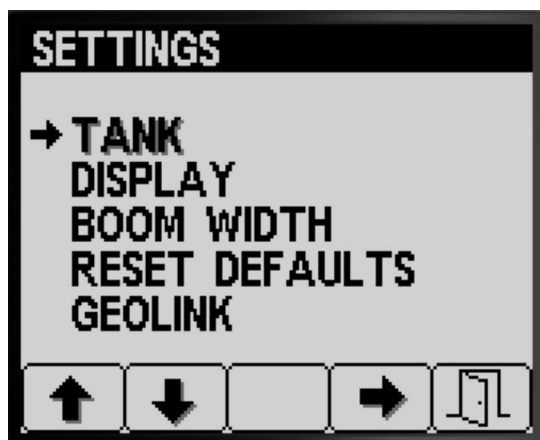 SETTINGS
TANK
DISPLAY
BOOM WIDTH
RESET DEFAULTS
GEOLINK